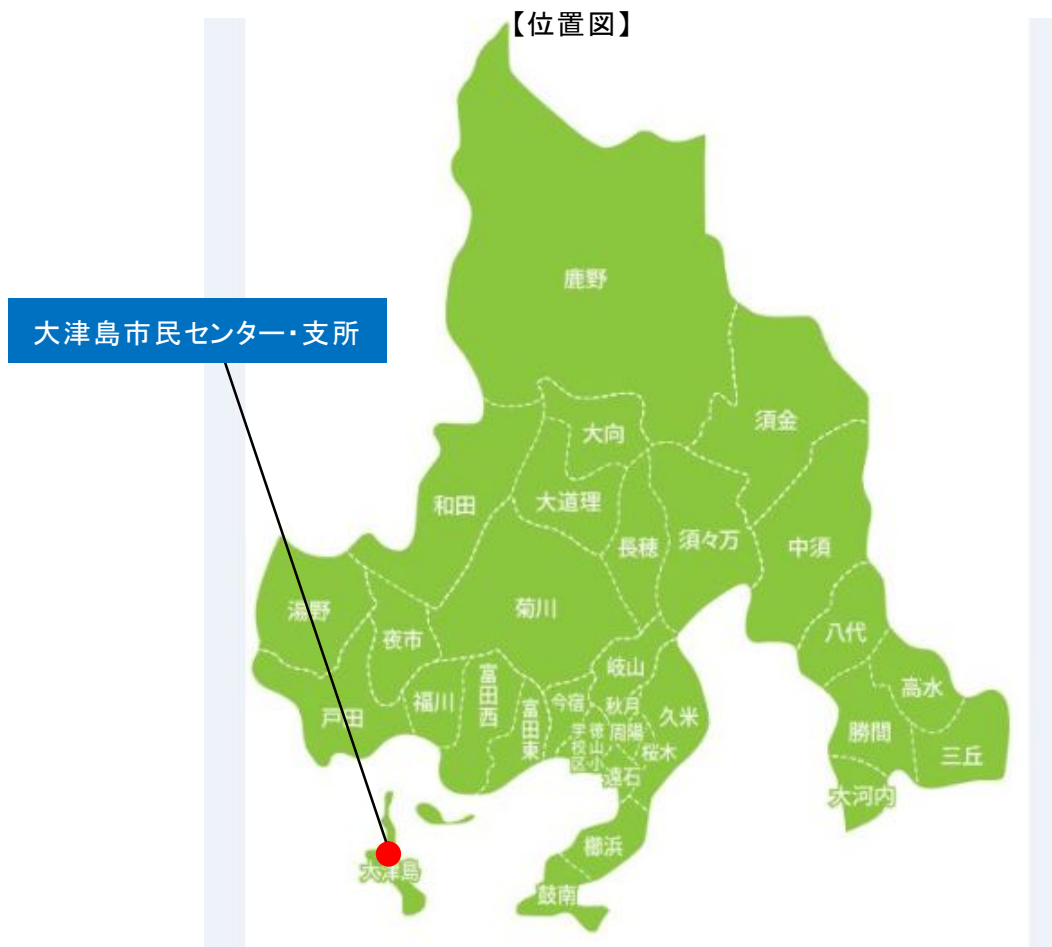 【位置図】
鹿野
大津島市民センター・支所
須金
大向
和田
大道理
長穂
須々万
中須
湯野
菊川
夜市
八代
岐山
高水
戸田
福川
富田西
富田東
今宿
秋月
久米
徳山小学校区
周陽
桜木
勝間
三丘
遠石
大河内
櫛浜
大津島
鼓南